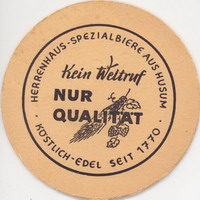 HERRENHAUS-SPEZIALBIERE AUS HUSUM
Kein Weltruf
NUR
QUALITÄT
KÖSTLICH-EDEL SEIT 1770